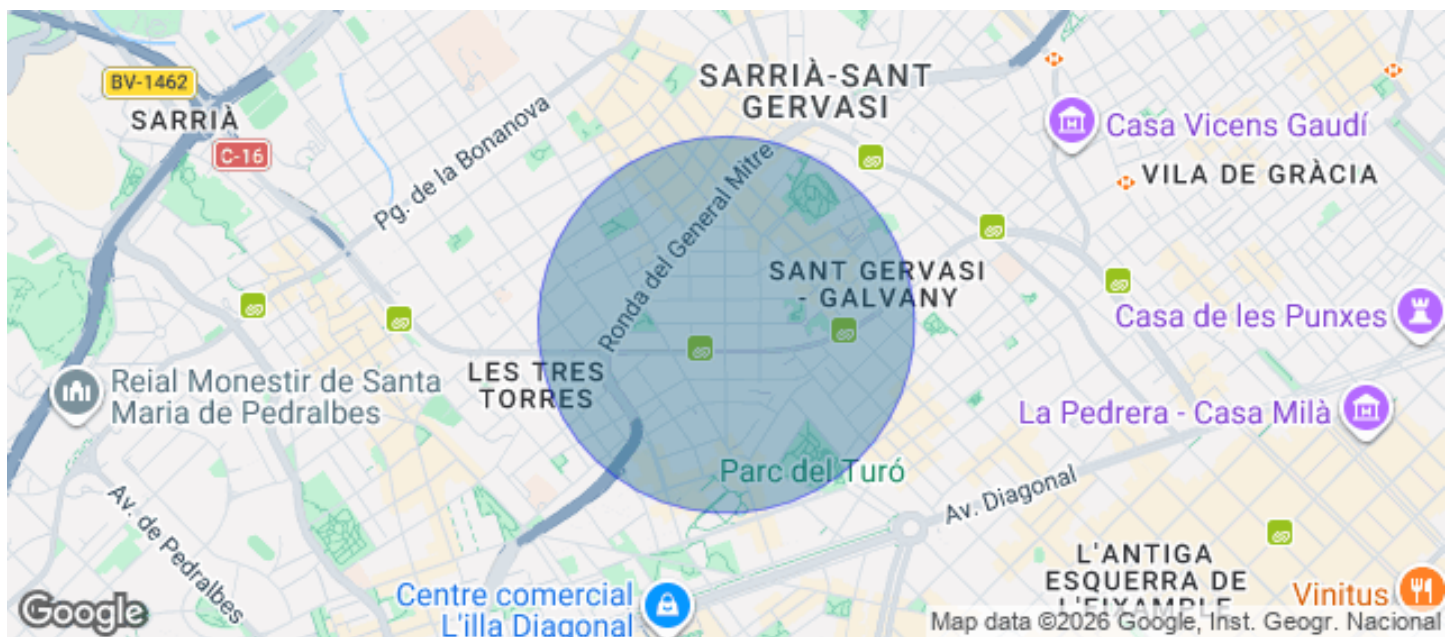 BV-1462
SARRIÀ
C-16
Pg. de la Bonanova
SARRIÀ-SANT
GERVASI
Casa Vicens Gaudí
VILA DE GRÀCIA
Ronda del General Mitre
SANT GERVASI
- GALVANY
Casa de les Punxes
LES TRES
TORRES
Reial Monestir de Santa
Maria de Pedralbes
La Pedrera - Casa Milà
Parc del Turó
Av. Diagonal
Av. de Pedralbes
L'ANTIGA
ESQUERRA DE
L'EIXAMPLE
Centre comercial
L'illa Diagonal
Vinitus
Google
Map data ©2026 Google, Inst. Geogr. Nacional